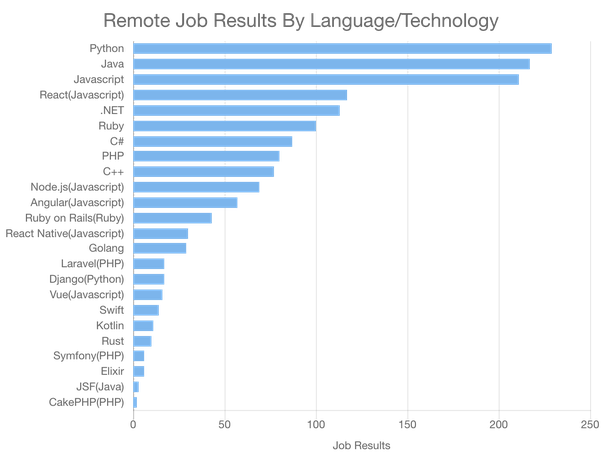 Remote Job Results By Language/Technology
Python
Java
Javascript
React(Javascript)
.NET
Ruby
C#
PHP
C++
Node.js(Javascript)
Angular(Javascript)
Ruby on Rails(Ruby)
React Native(Javascript)
Golang
Laravel(PHP)
Django(Python)
Vue(Javascript)
Swift
Kotlin
Rust
Symfony(PHP)
Elixir
JSF(Java)
CakePHP(PHP)
0 50 100 150 200 250
Job Results